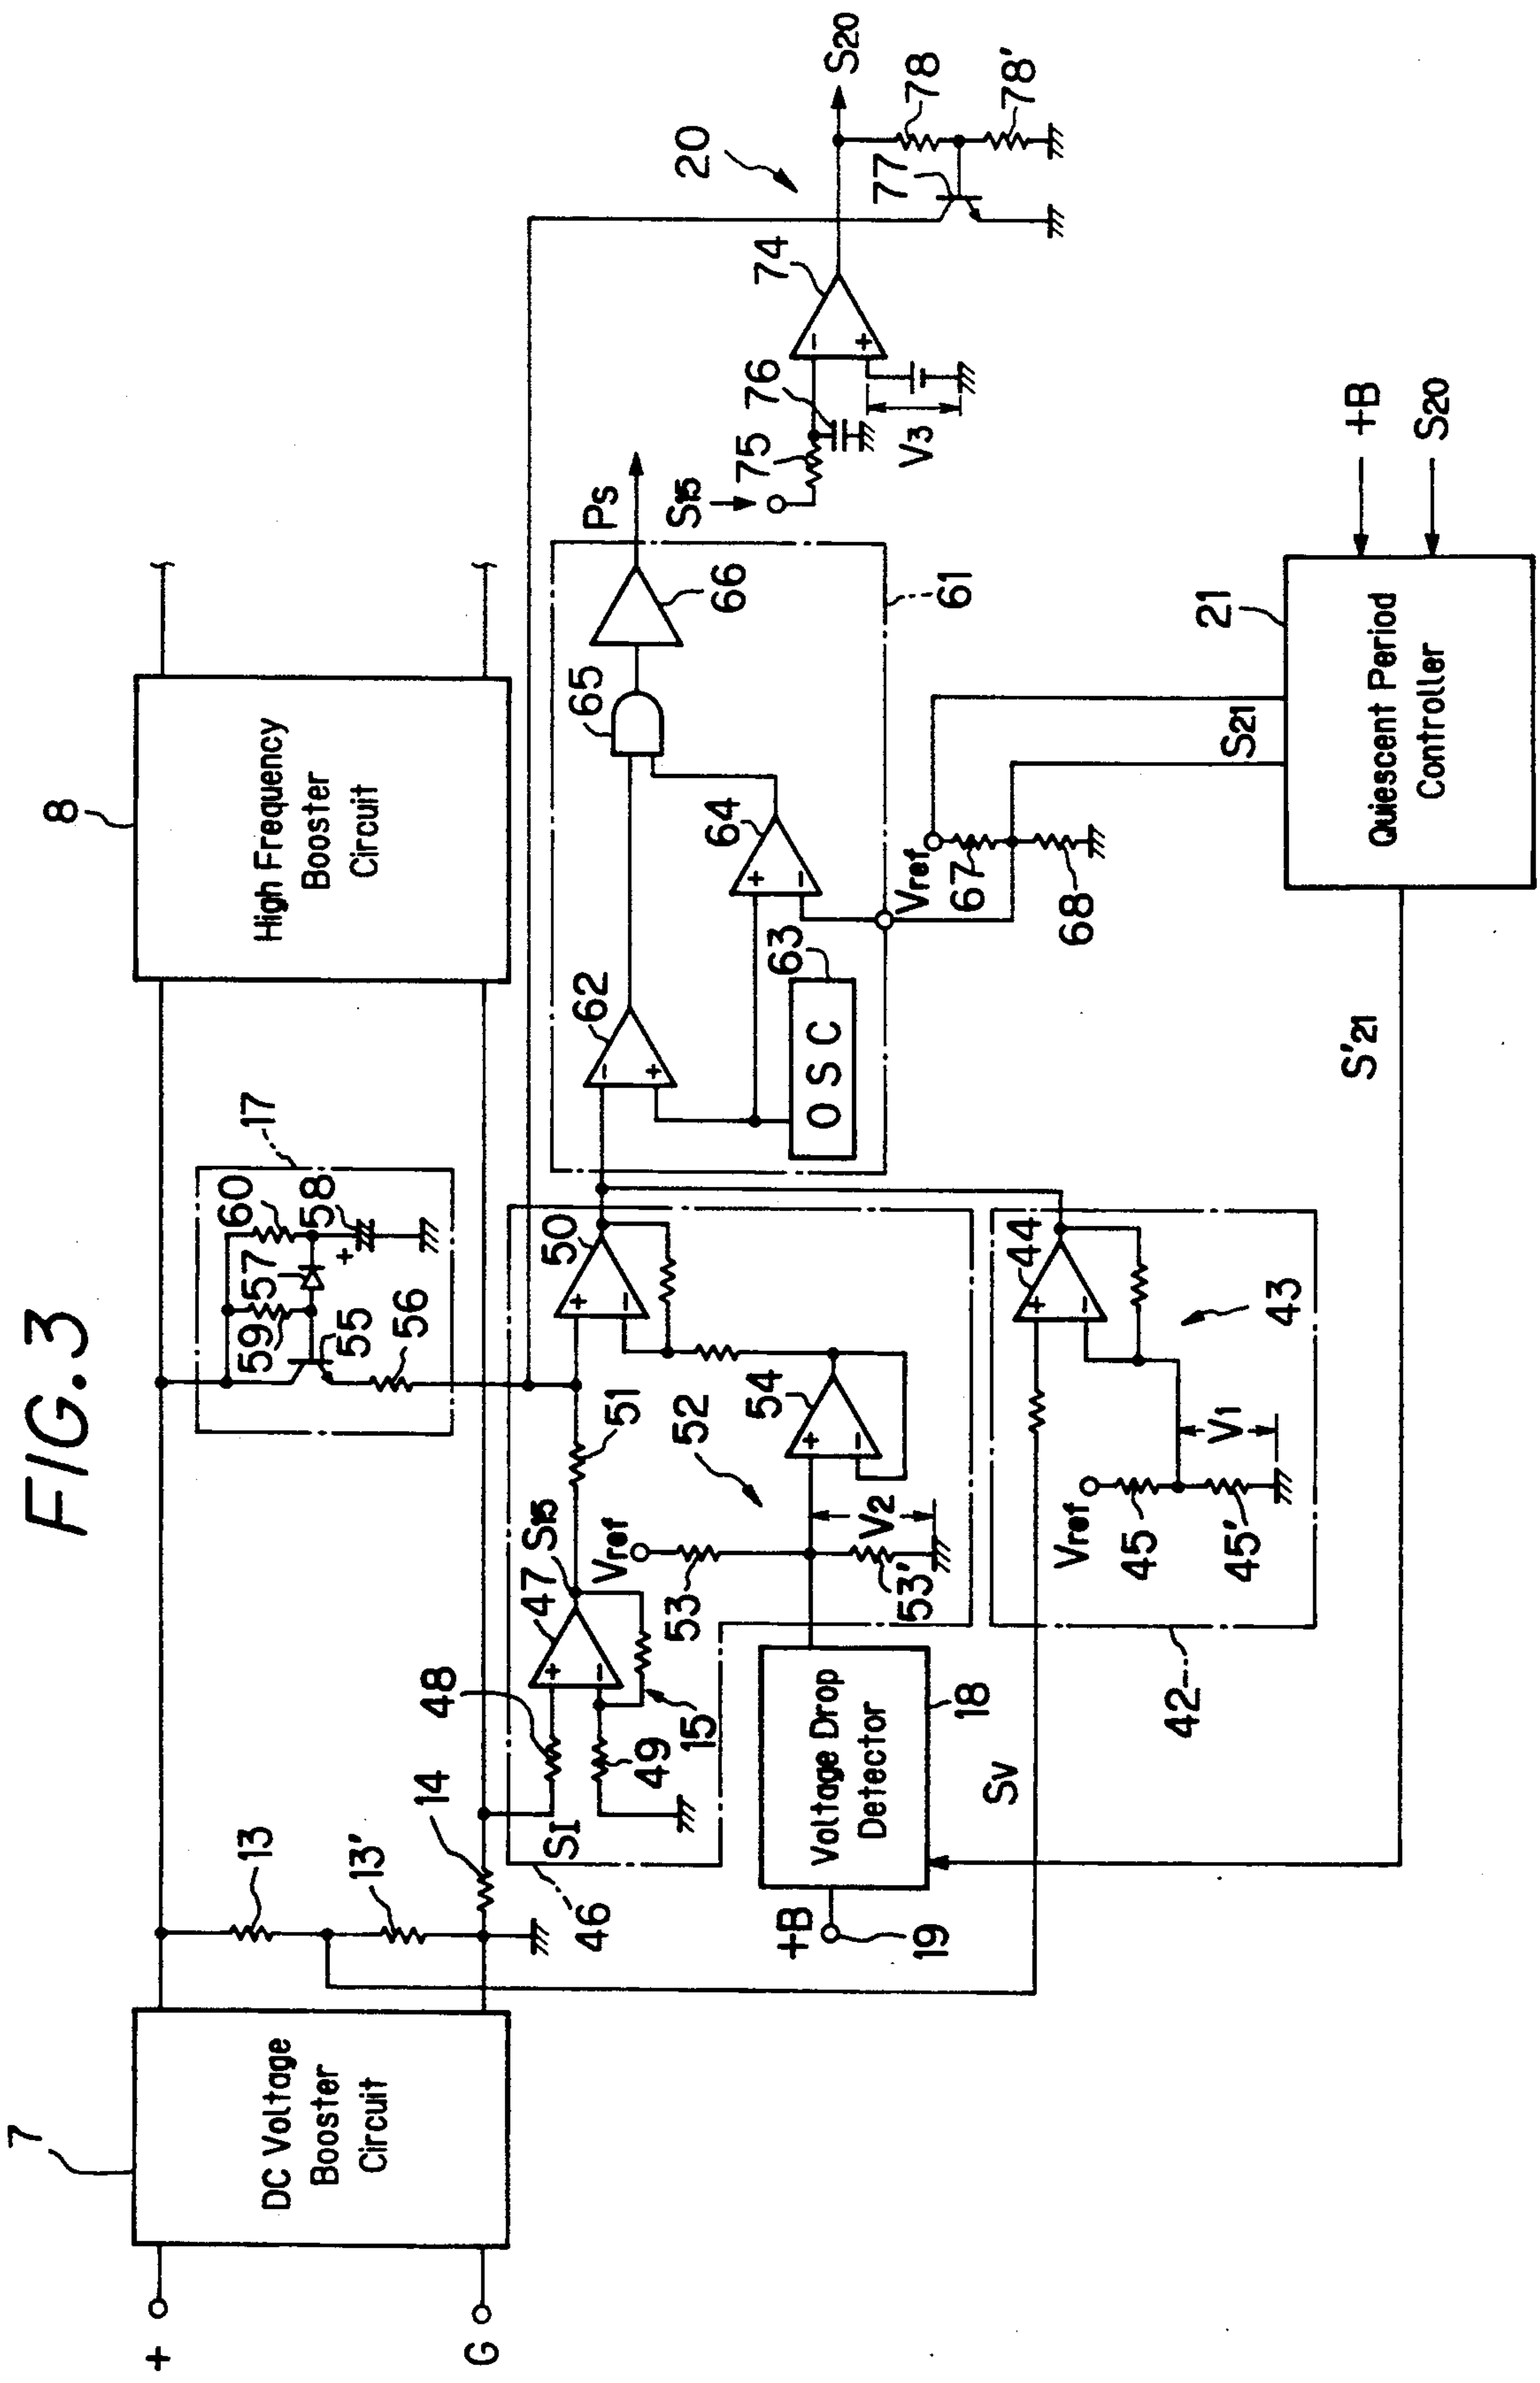 FIG. 3
7
DC Voltage
Booster
Circuit
+
G
8
High Frequency
Booster
Circuit
13
13'
14
17
60
58
57
+
59
55
56
46
SI
48
49
15
47
S15
51
50
+
−
+
−
Vref
53
53'
V2
52
54
+
−
+B
19
Voltage Drop
Detector
18
Sv
42
Vref
45
45'
V1
43
44
+
−
61
62
−
+
63
OSC
64
+
−
65
66
Ps
Vref
67
68
S15
75
76
V3
74
−
+
20
S20
77
78
78'
21
Quiescent Period
Controller
S21
S'21
+B
S20